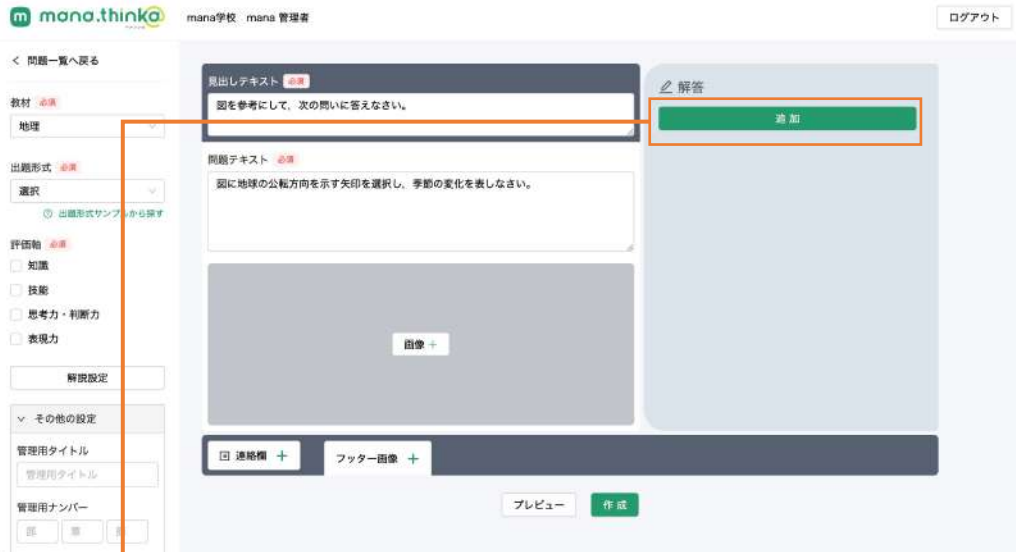 mana.think@
mana学校 mana 管理者
ログアウト
< 問題一覧へ戻る
教材 必須
地理
出題形式 必須
選択
出題形式サンプルから探す
評価軸 必須
知識
技能
思考力・判断力
表現力
解説設定
その他の設定
管理用タイトル
管理用タイトル
管理用ナンバー
部
章
見出しテキスト 必須
図を参考にして、次の問いに答えなさい。
問題テキスト 必須
図に地球の公転方向を示す矢印を選択し、季節の変化を表しなさい。
画像 +
連絡欄 +
フッター画像 +
プレビュー
作成
解答
追加